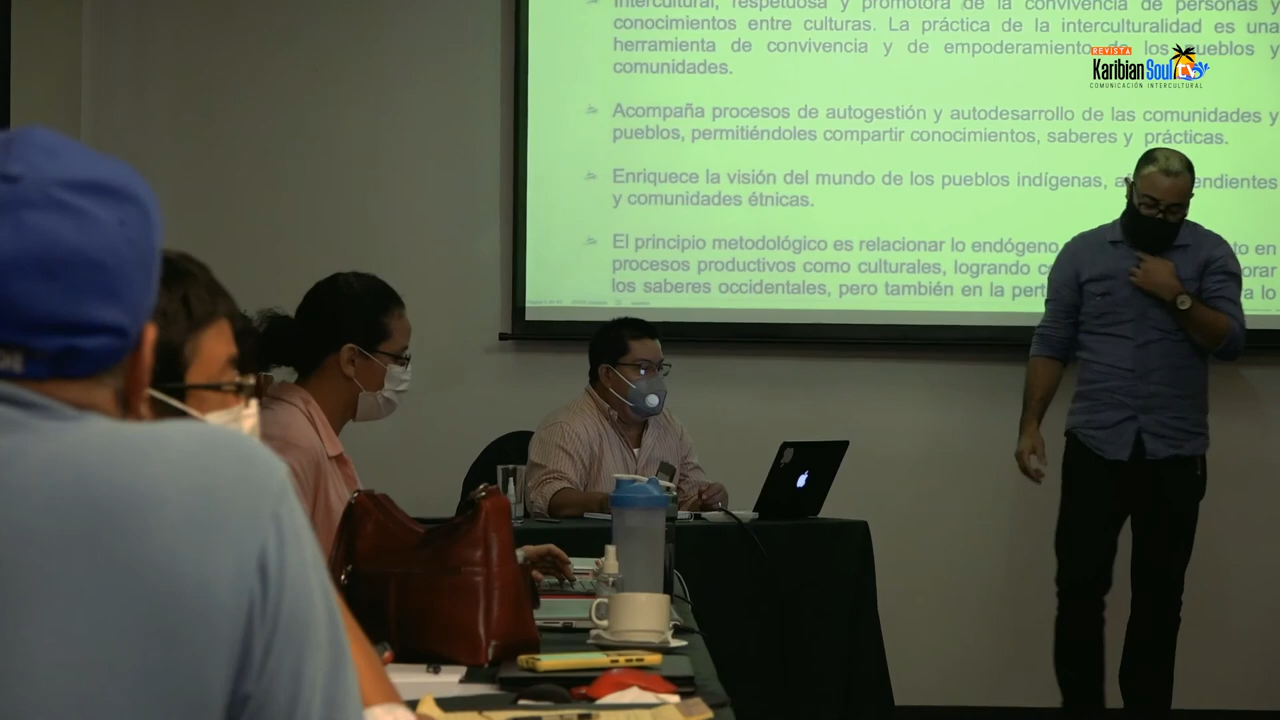 Intercultural, respetuosa y promotora de la convivencia de personas y
conocimientos entre culturas. La práctica de la interculturalidad es una
herramienta de convivencia y de empoderamiento de los pueblos y
comunidades.
Acompaña procesos de autogestión y autodesarrollo de las comunidades y
pueblos, permitiéndoles compartir conocimientos, saberes y prácticas.
Enriquece la visión del mundo de los pueblos indígenas, endientes
y comunidades étnicas.
El principio metodológico es relacionar lo endógeno en
procesos productivos como culturales, logrando
los saberes occidentales, pero también en la lo
REVISTA
Karibian Soul TV
COMUNICACIÓN INTERCULTURAL